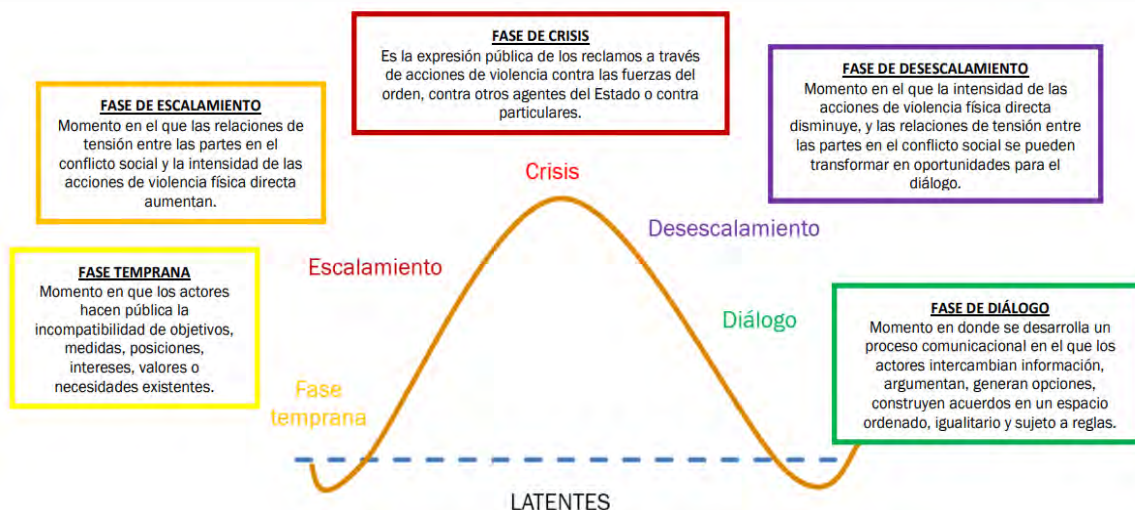 FASE DE CRISIS
Es la expresión pública de los reclamos a través
de acciones de violencia contra las fuerzas del
orden, contra otros agentes del Estado o contra
particulares.
FASE DE ESCALAMIENTO
Momento en el que las relaciones de
tensión entre las partes en el
conflicto social y la intensidad de las
acciones de violencia física directa
aumentan.
FASE DE DESESCALAMIENTO
Momento en el que la intensidad de las
acciones de violencia física directa
disminuye, y las relaciones de tensión entre
las partes en el conflicto social se pueden
transformar en oportunidades para el
diálogo.
Crisis
Desescalamiento
Escalamiento
FASE TEMPRANA
Momento en que los actores
hacen pública la
incompatibilidad de objetivos,
medidas, posiciones,
intereses, valores o
necesidades existentes.
Diálogo
FASE DE DIÁLOGO
Momento en donde se desarrolla un
proceso comunicacional en el que los
actores intercambian información,
argumentan, generan opciones,
construyen acuerdos en un espacio
ordenado, igualitario y sujeto a reglas.
Fase
temprana
LATENTES